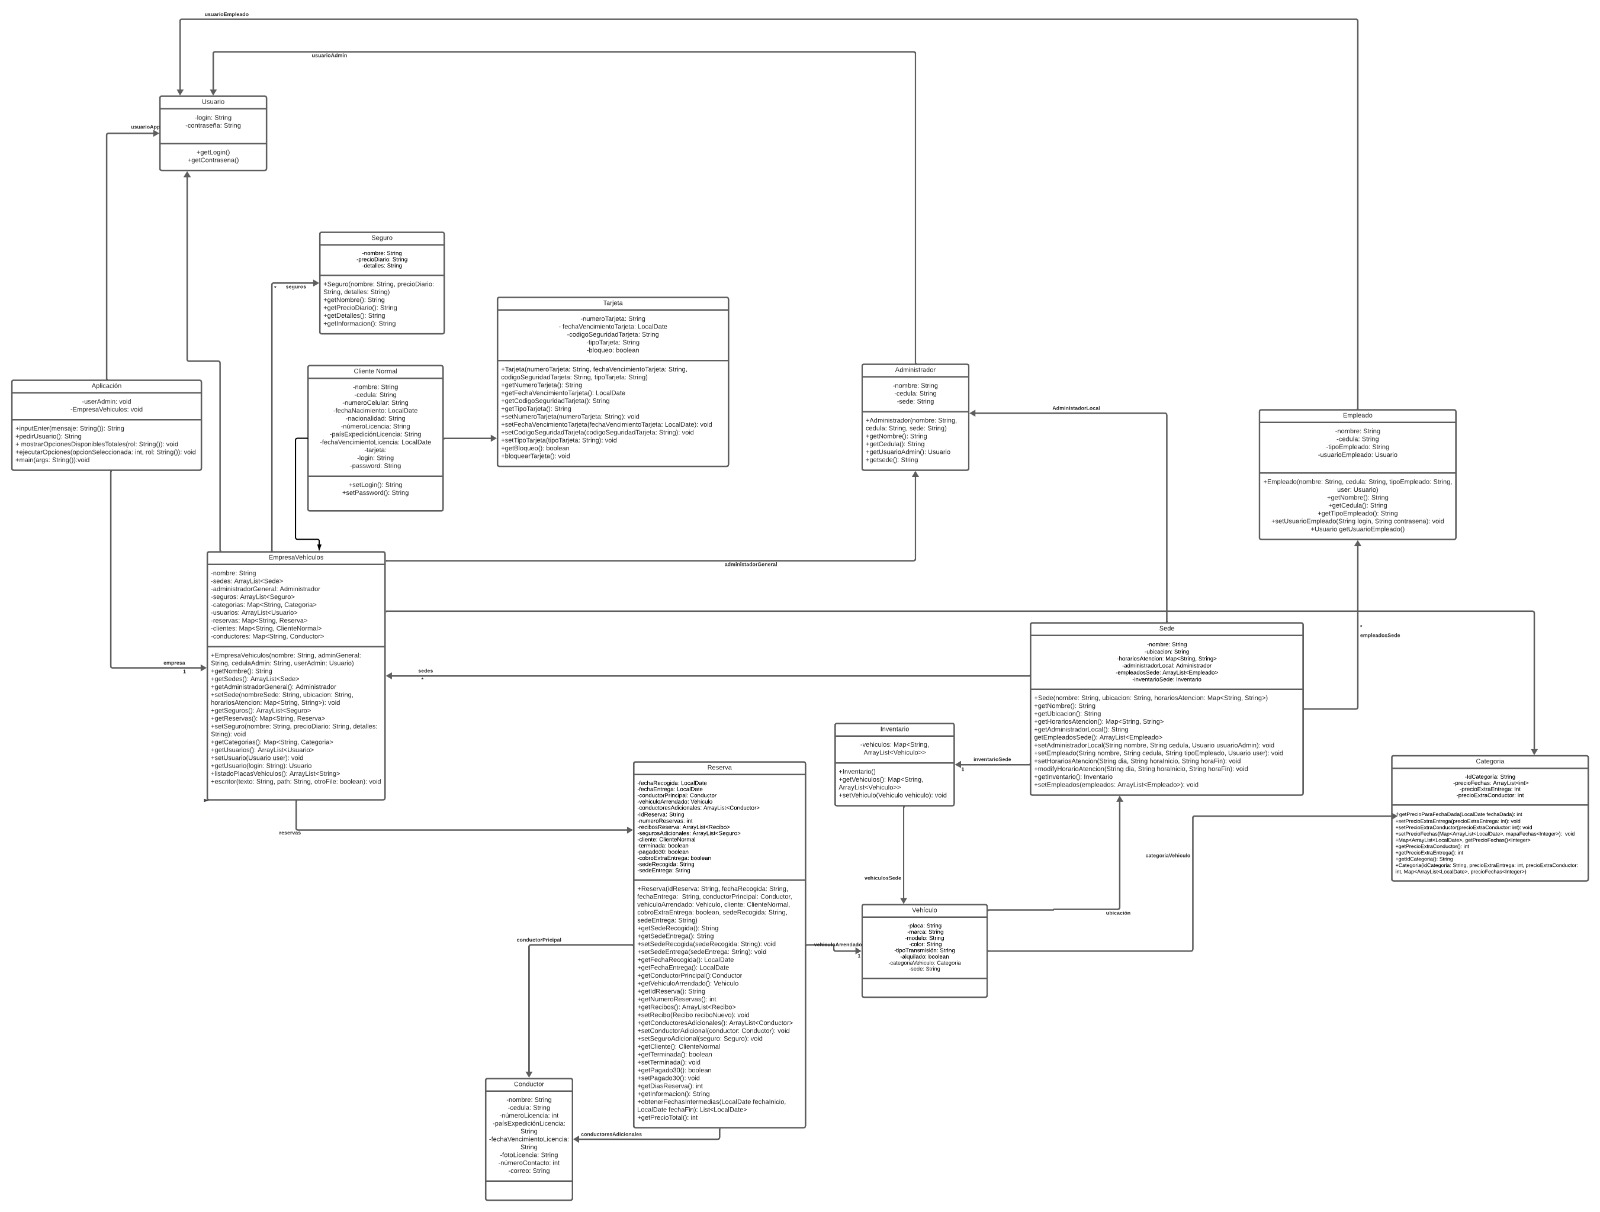 usuarioEmpleado
usuarioAdmin
Usuario
-login: String
-contraseña: String
+getLogin()
+getContrasena()
usuarioApp
Seguro
-nombre: String
-precioDiario: String
-detalles: String
+Seguro(nombre: String, precioDiario:
String, detalles: String)
+getNombre(): String
+getPrecioDiario(): String
+getDetalles(): String
+getInformacion(): String
* seguros
Tarjeta
-numeroTarjeta: String
- fechaVencimientoTarjeta: LocalDate
-codigoSeguridadTarjeta: String
-tipoTarjeta: String
-bloqueo: boolean
+Tarjeta(numeroTarjeta: String, fechaVencimientoTarjeta: String,
codigoSeguridadTarjeta: String, tipoTarjeta: String)
+getNumeroTarjeta(): String
+getFechaVencimientoTarjeta(): LocalDate
+getCodigoSeguridadTarjeta(): String
+getTipoTarjeta(): String
+setNumeroTarjeta(numeroTarjeta: String): void
+setFechaVencimientoTarjeta(fechaVencimientoTarjeta: LocalDate): void
+setCodigoSeguridadTarjeta(codigoSeguridadTarjeta: String): void
+setTipoTarjeta(tipoTarjeta: String): void
+getBloqueo(): boolean
+bloqueerTarjeta(): void
Cliente Normal
-nombre: String
-cedula: String
-numeroCelular: String
-fechaNacimiento: LocalDate
-nacionalidad: String
-númeroLicencia: String
-paísExpediciónLicencia: String
-fechaVencimientoLicencia: LocalDate
-tarjeta:
-login: String
-password: String
+setLogin(): String
+setPassword(): String
Aplicación
-userAdmin: void
-EmpresaVehiculos: void
+inputEnter(mensaje: String()): String
+pedirUsuario(): String
+ mostrarOpcionesDisponiblesTotales(rol: String()): void
+ejecutarOpciones(opcionSeleccionada: int, rol: String()): void
+main(args: String()):void
Administrador
-nombre: String
-cedula: String
-sede: String
+Administrador(nombre: String,
cedula: String, sede: String)
+getNombre(): String
+getCedula(): String
+getUsuarioAdmin(): Usuario
+getsede(): String
AdministadorLocal
Empleado
-nombre: String
-cedula: String
-tipoEmpleado: String
-usuarioEmpleado: Usuario
+Empleado(nombre: String, cedula: String, tipoEmpleado: String,
user: Usuario)
+getNombre(): String
+getCedula(): String
+getTipoEmpleado(): String
+setUsuarioEmpleado(String login, String contrasena): void
+Usuario getUsuarioEmpleado()
EmpresaVehículos
-nombre: String
-sedes: ArrayList<Sede>
-administradorGeneral: Administrador
-seguros: ArrayList<Seguro>
-categorias: Map<String, Categoria>
-usuarios: ArrayList<Usuario>
-reservas: Map<String, Reserva>
-clientes: Map<String, ClienteNormal>
-conductores: Map<String, Conductor>
+EmpresaVehiculos(nombre: String, adminGeneral:
String, cedulaAdmin: String, userAdmin: Usuario)
+getNombre(): String
+getSedes(): ArrayList<Sede>
+getAdministradorGeneral(): Administrador
+setSede(nombreSede: String, ubicacion: String,
horariosAtencion: Map<String, String>): void
+getSeguros(): ArrayList<Seguro>
+getReservas(): Map<String, Reserva>
+setSeguro(nombre: String, precioDiario: String, detalles:
String): void
+getCategorias(): Map<String, Categoria>
+getUsuarios(): ArrayList<Usuario>
+setUsuario(Usuario user): void
+getUsuario(login: String): Usuario
+listadoPlacasVehiculos(): ArrayList<String>
+escritor(texto: String, path: String, otroFile: boolean): void
administadorGeneral
empresa
1
sedes
*
*
empleadosSede
Sede
-nombre: String
-ubicacion: String
-horariosAtencion: Map<String, String>
-administradorLocal: Administrador
-empleadosSede: ArrayList<Empleado>
-inventarioSede: Inventario
+Sede(nombre: String, ubicacion: String, horariosAtencion: Map<String, String>)
+getNombre(): String
+getUbicacion(): String
+getHorariosAtencion(): Map<String, String>
+getAdministradorLocal(): String
getEmpleadosSede(): ArrayList<Empleado>
+setAdministradorLocal(String nombre, String cedula, Usuario usuarioAdmin): void
+setEmpleado(String nombre, String cedula, String tipoEmpleado, Usuario user): void
+setHorariosAtencion(String dia, String horaInicio, String horaFin): void
+modifyHorarioAtencion(String dia, String horaInicio, String horaFin): void
+getInventario(): Inventario
+setEmpleados(empleados: ArrayList<Empleado>): void
Inventario
-vehiculos: Map<String,
ArrayList<Vehiculo>>
+Inventario()
+getVehiculos(): Map<String,
ArrayList<Vehiculo>>
+setVehiculo(Vehiculo vehiculo): void
inventarioSede
1
Categoria
-IdCategoria: String
-precioFechas: ArrayList<int>
-precioExtraEntrega: int
-precioExtraConductor: int
+getPrecioParaFechaDada(LocalDate fechaDada): int
+setPrecioExtraEntrega(precioExtraEntrega: int): void
+setPrecioExtraConductor(precioExtraConductor: int): void
+setPrecioFechas(Map<ArrayList<LocalDate>, mapaFechas<Integer>): void
+Map<ArrayList<LocalDate>, getPrecioFechas()<Integer>
+getPrecioExtraConductor(): int
+getPrecioExtraEntrega(): int
+getIdCategoria(): String
+Categoria(idCategoria: String, precioExtraEntrega: int, precioExtraConductor:
int, Map<ArrayList<LocalDate>, precioFechas<Integer>)
Reserva
-fechaRecogida: LocalDate
-fechaEntrega: LocalDate
-conductorPrincipal: Conductor
-vehiculoArrendado: Vehiculo
-conductoresAdicionales: ArrayList<Conductor>
-idReserva: String
-numeroReservas: int
-recibosReserva: ArrayList<Recibo>
-segurosAdicionales: ArrayList<Seguro>
-cliente: ClienteNormal
-terminada: boolean
-pagado30: boolean
-cobroExtraEntrega: boolean
-sedeRecogida: String
-sedeEntrega: String
+Reserva(idReserva: String, fechaRecogida: String,
fechaEntrega: String, conductorPrincipal: Conductor,
vehiculoArrendado: Vehiculo, cliente: ClienteNormal,
cobroExtraEntrega: boolean, sedeRecogida: String,
sedeEntrega: String)
+getSedeRecogida(): String
+getSedeEntrega(): String
+setSedeRecogida(sedeRecogida: String): void
+setSedeEntrega(sedeEntrega: String): void
+getFechaRecogida(): LocalDate
+getFechaEntrega(): LocalDate
+getConductorPrincipal():Conductor
+getVehiculoArrendado(): Vehiculo
+getIdReserva(): String
+getNumeroReservas(): int
+getRecibos(): ArrayList<Recibo>
+setRecibo(Recibo reciboNuevo): void
+getConductoresAdicionales(): ArrayList<Conductor>
+setConductorAdicional(conductor: Conductor): void
+setSeguroAdicional(seguro: Seguro): void
+getCliente(): ClienteNormal
+getTerminada(): boolean
+setTerminada(): void
+getPagado30(): boolean
+setPagado30(): void
+getDiasReserva(): int
+getInformacion(): String
+obtenerFechasIntermedias(LocalDate fechaInicio,
LocalDate fechaFin): List<LocalDate>
+getPrecioTotal(): int
reservas
categoriaVehiculo
vehiculosSede
ubicación
Vehículo
-placa: String
-marca: String
-modelo: String
-color: String
-tipoTransmisión: String
-alquilado: boolean
-categoriaVehiculo: Categoria
-sede: String
vehiculoArrendado
1
conductorPricipal
conductoresAdicionales
Conductor
-nombre: String
-cedula: String
-númeroLicencia: int
-paísExpediciónLicencia:
String
-fechaVencimientoLicencia:
String
-fotoLicencia: String
-númeroContacto: int
-correo: String